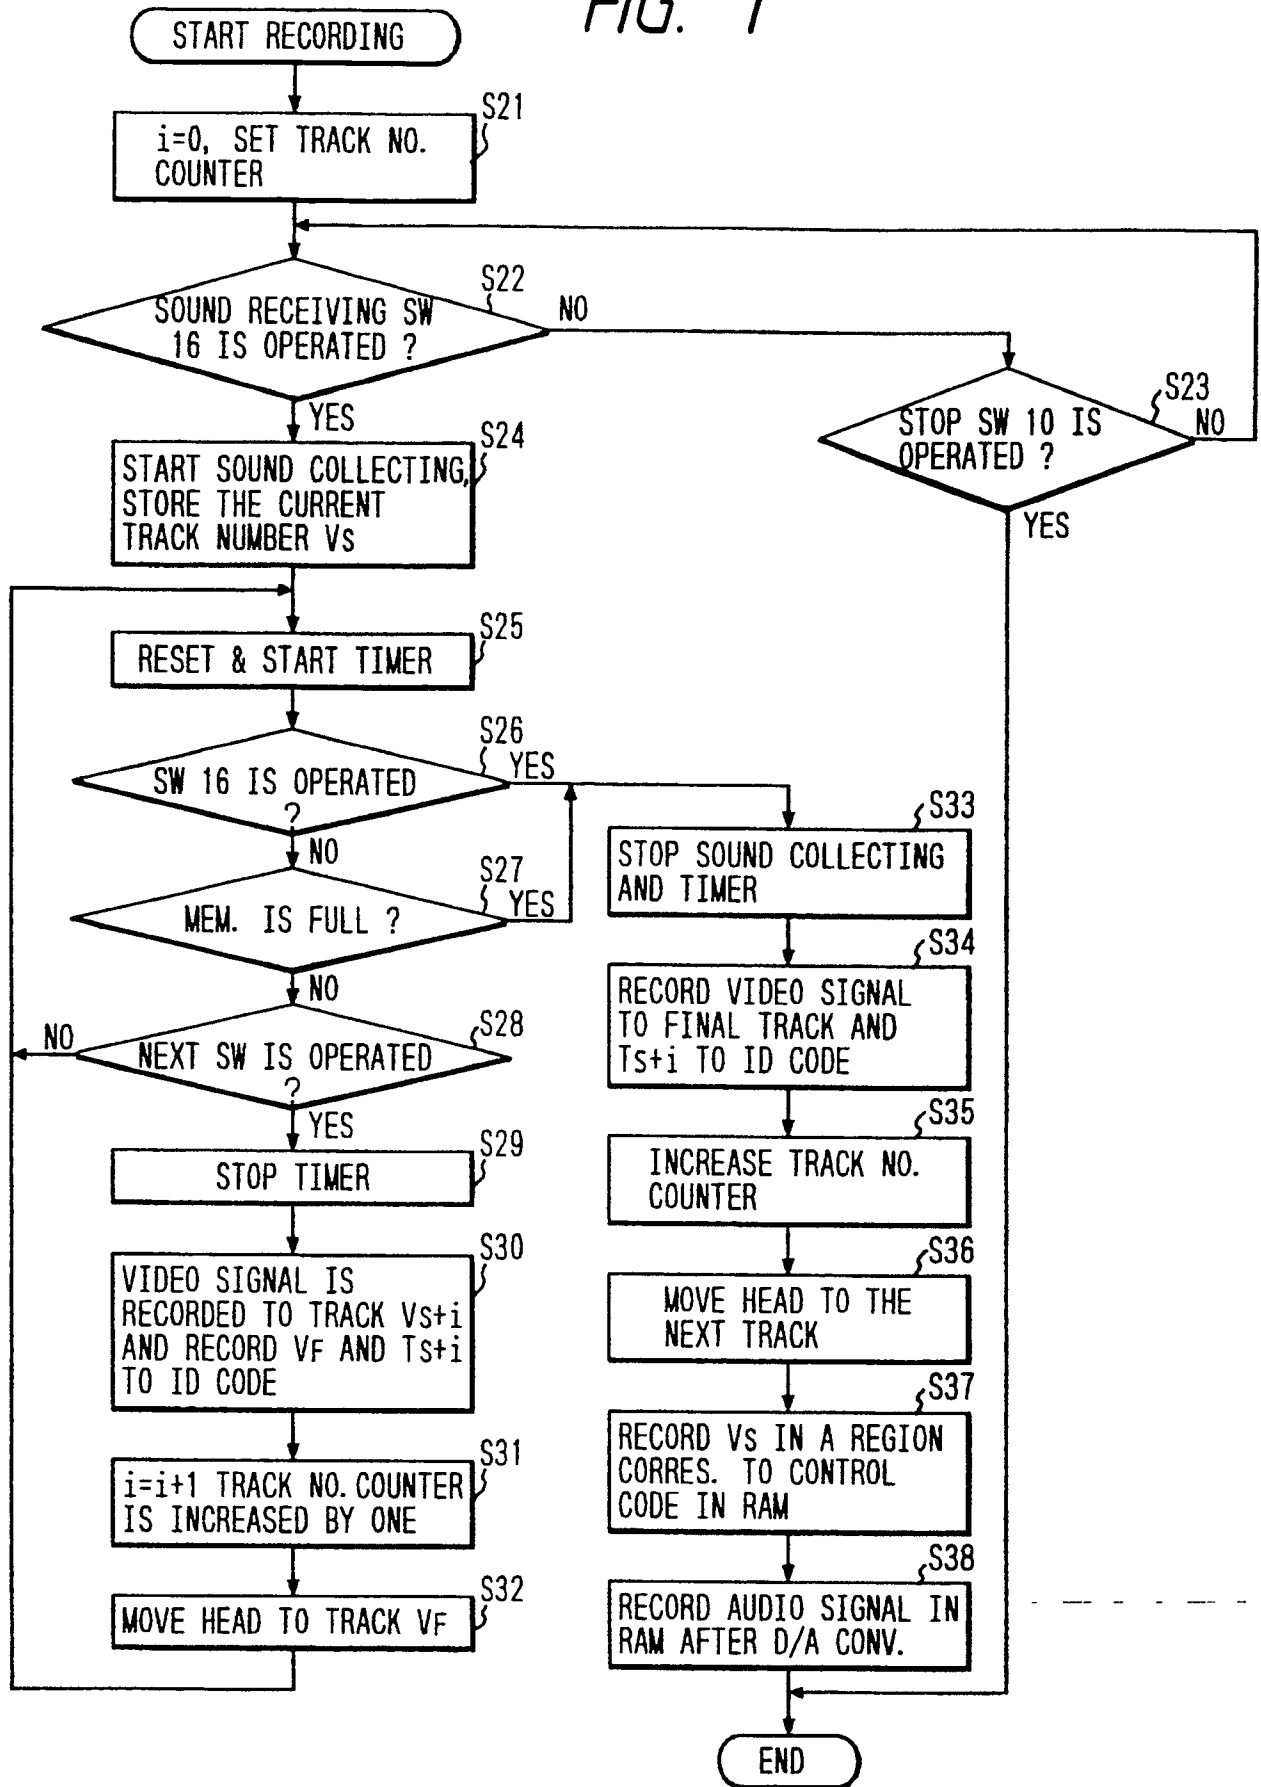 FIG. 7
START RECORDING
S21
i=0, SET TRACK NO.
COUNTER
S22
SOUND RECEIVING SW
16 IS OPERATED ?
NO
YES
S23
STOP SW 10 IS
OPERATED ?
NO
YES
S24
START SOUND COLLECTING,
STORE THE CURRENT
TRACK NUMBER Vs
S25
RESET & START TIMER
S26
SW 16 IS OPERATED
?
YES
NO
S27
MEM. IS FULL ?
YES
NO
S28
NEXT SW IS OPERATED
?
NO
YES
S29
STOP TIMER
S30
VIDEO SIGNAL IS
RECORDED TO TRACK Vs+i
AND RECORD VF AND Ts+i
TO ID CODE
S31
i=i+1 TRACK NO. COUNTER
IS INCREASED BY ONE
S32
MOVE HEAD TO TRACK VF
S33
STOP SOUND COLLECTING
AND TIMER
S34
RECORD VIDEO SIGNAL
TO FINAL TRACK AND
Ts+i TO ID CODE
S35
INCREASE TRACK NO.
COUNTER
S36
MOVE HEAD TO THE
NEXT TRACK
S37
RECORD Vs IN A REGION
CORRES. TO CONTROL
CODE IN RAM
S38
RECORD AUDIO SIGNAL IN
RAM AFTER D/A CONV.
END